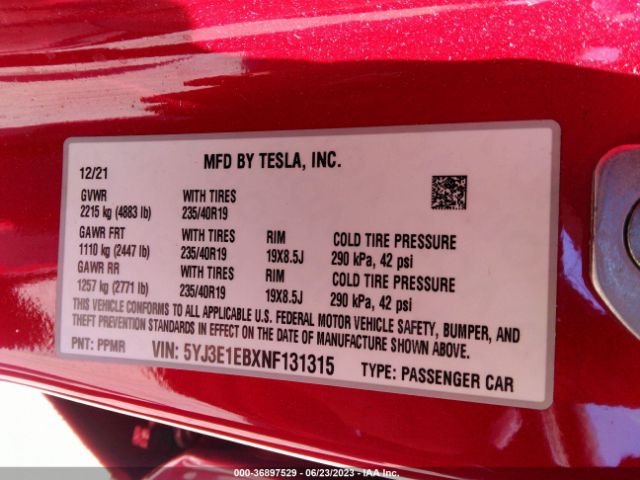 12/21 MFD BY TESLA, INC.
GVWR WITH TIRES
2215 kg (4883 lb) 235/40R19
GAWR FRT WITH TIRES RIM COLD TIRE PRESSURE
1110 kg (2447 lb) 235/40R19 19X8.5J 290 kPa, 42 psi
GAWR RR WITH TIRES RIM COLD TIRE PRESSURE
1257 kg (2771 lb) 235/40R19 19X8.5J 290 kPa, 42 psi
THIS VEHICLE CONFORMS TO ALL APPLICABLE U.S. FEDERAL MOTOR VEHICLE SAFETY, BUMPER, AND
THEFT PREVENTION STANDARDS IN EFFECT ON THE DATE OF MANUFACTURE SHOWN ABOVE.
PNT: PPMR VIN: 5YJ3E1EBXNF131315 TYPE: PASSENGER CAR
000-36897529 - 06/23/2023 - IAA Inc.